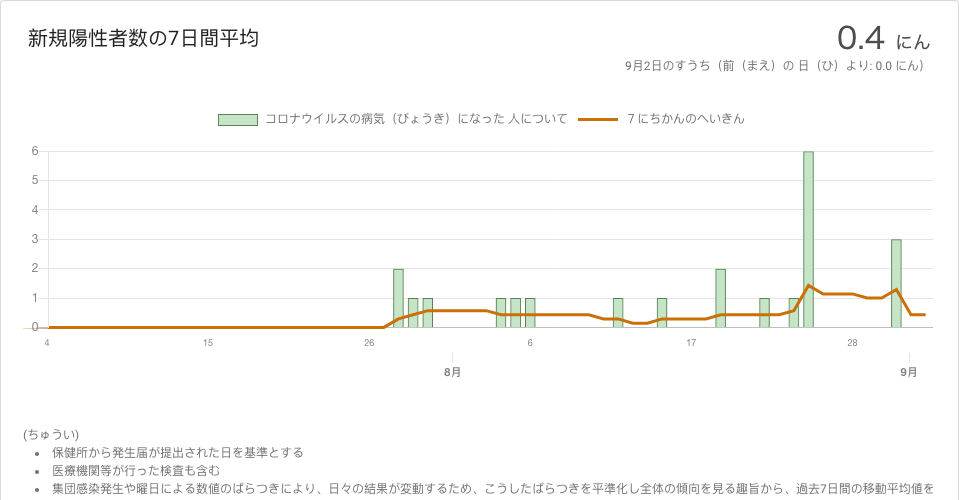 新規陽性者数の7日間平均
0.4 にん
9月2日のすうち（前（まえ）の 日（ひ）より: 0.0 にん）
コロナウイルスの病気（びょうき）になった 人について
7 にちかんのへいきん
6
5
4
3
2
1
0
4 15 26 6 17 28
8月 9月
(ちゅうい)
• 保健所から発生届が提出された日を基準とする
• 医療機関等が行った検査も含む
• 集団感染発生や曜日による数値のばらつきにより、日々の結果が変動するため、こうしたばらつきを平準化し全体の傾向を見る趣旨から、過去7日間の移動平均値を